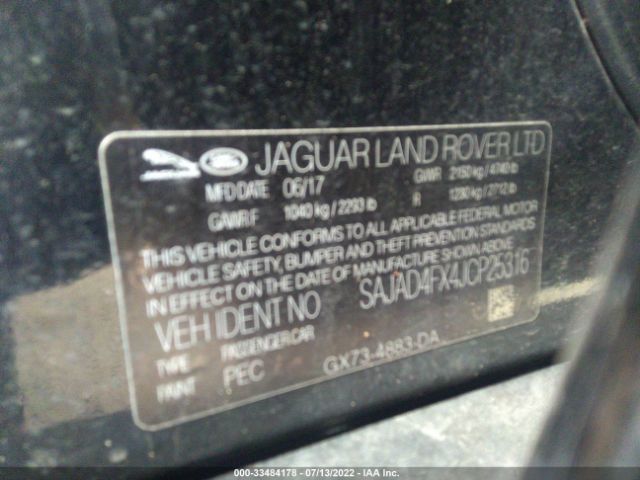 JAGUAR LAND ROVER LTD
MFD DATE 06/17 GVWR 2150 kg / 4740 lb
GAWR F 1040 kg / 2293 lb R 1230 kg / 2712 lb
THIS VEHICLE CONFORMS TO ALL APPLICABLE FEDERAL MOTOR
VEHICLE SAFETY, BUMPER AND THEFT PREVENTION STANDARDS
IN EFFECT ON THE DATE OF MANUFACTURE SHOWN ABOVE.
VEH IDENT NO SAJAD4FX4JCP25316
TYPE PASSENGER CAR
PAINT PEC GX73-4883-DA
000-33484178 - 07/13/2022 - IAA Inc.